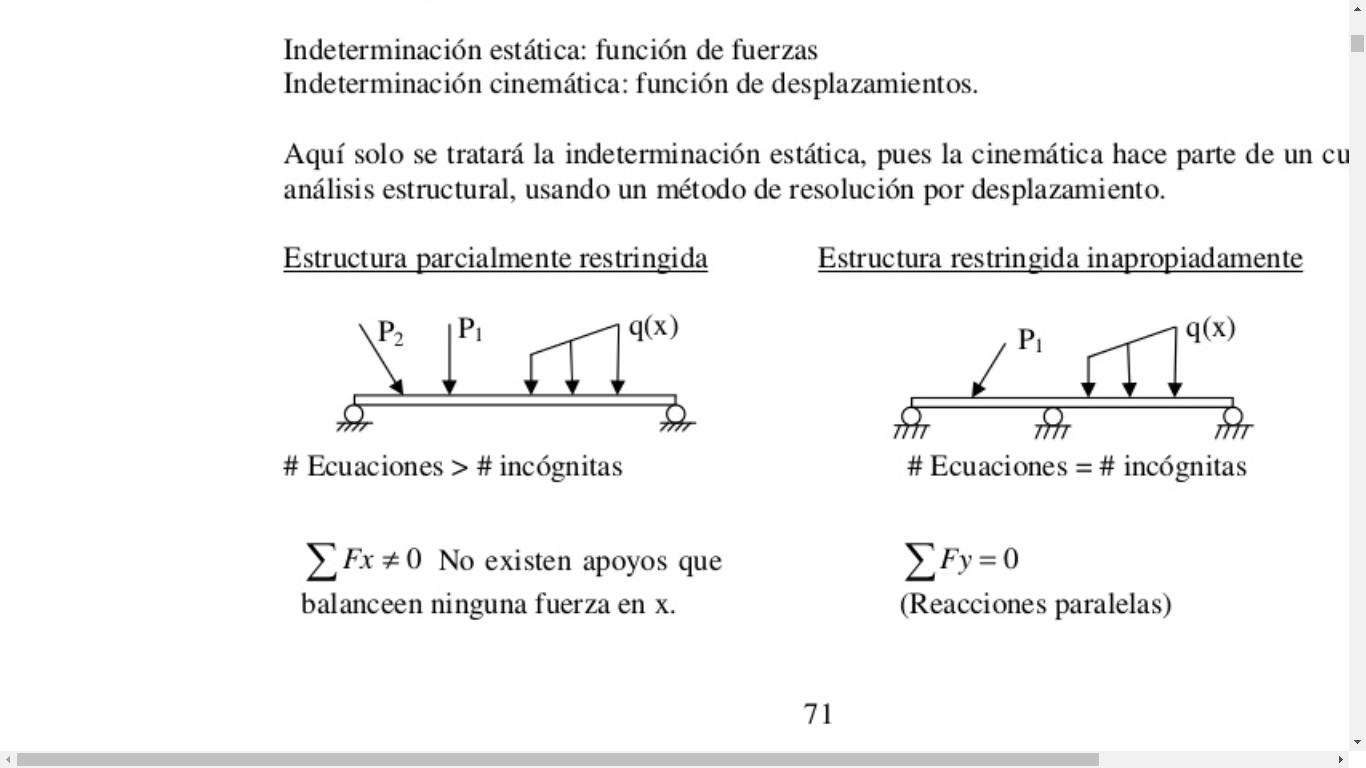 Indeterminación estática: función de fuerzas
Indeterminación cinemática: función de desplazamientos.
Aquí solo se tratará la indeterminación estática, pues la cinemática hace parte de un cu
análisis estructural, usando un método de resolución por desplazamiento.
Estructura parcialmente restringida
Estructura restringida inapropiadamente
P₂
P₁
q(x)
P₁
q(x)
# Ecuaciones > # incógnitas
# Ecuaciones = # incógnitas
∑Fx ≠ 0 No existen apoyos que
balanceen ninguna fuerza en x.
∑Fy = 0
(Reacciones paralelas)
71